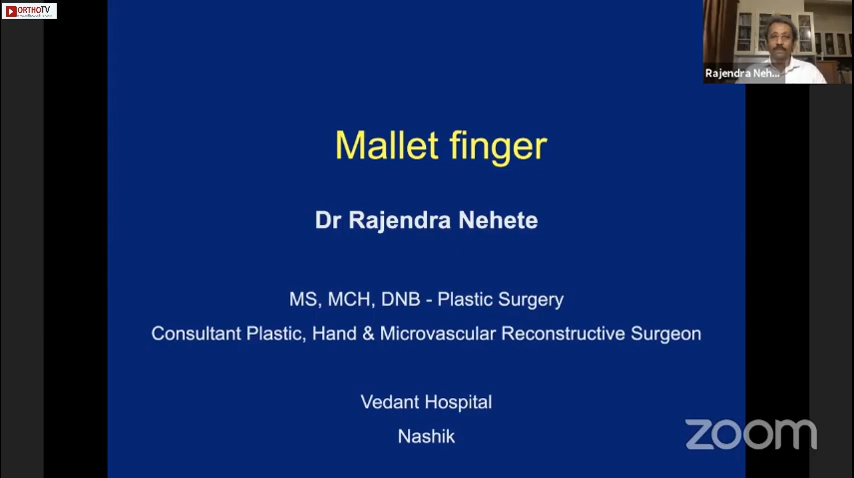 ORTHOTV
Rajendra Neh...
Mallet finger
Dr Rajendra Nehete
MS, MCH, DNB - Plastic Surgery
Consultant Plastic, Hand & Microvascular Reconstructive Surgeon
Vedant Hospital
Nashik
zoom